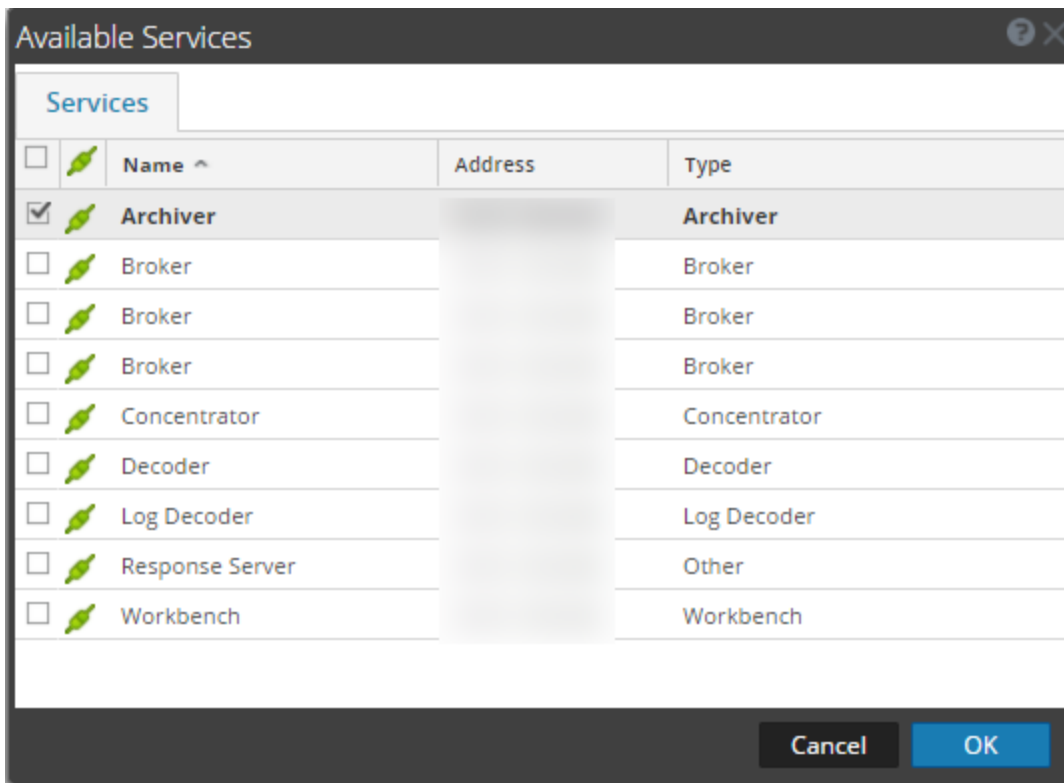 Available Services
Services
Name Address Type
Archiver Archiver
Broker Broker
Broker Broker
Broker Broker
Concentrator Concentrator
Decoder Decoder
Log Decoder Log Decoder
Response Server Other
Workbench Workbench
Cancel OK